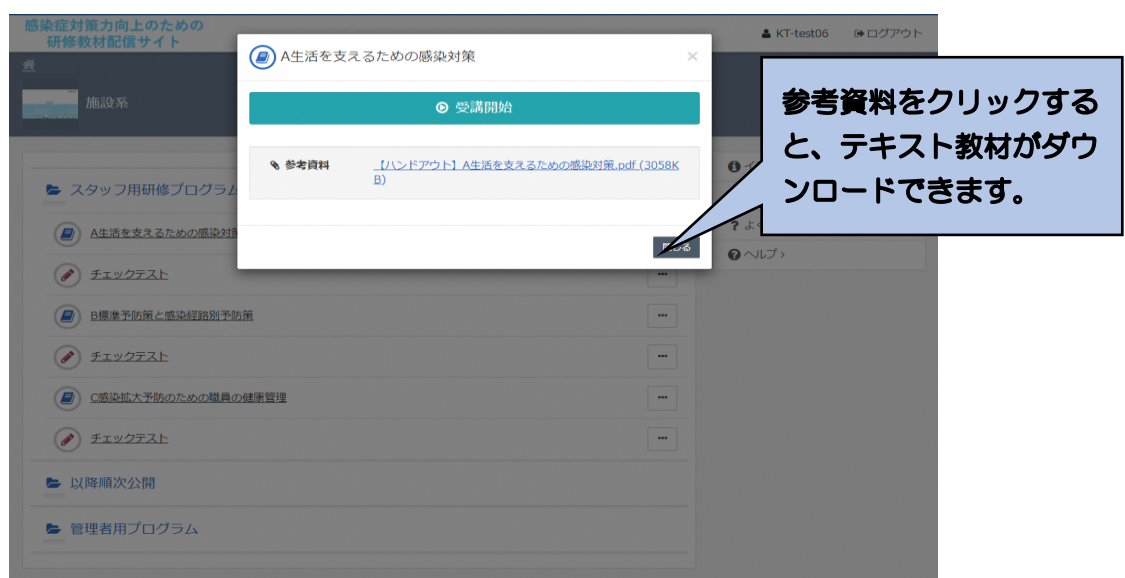 感染症対策力向上のための
研修教材配信サイト
KT-test06
ログアウト
施設系
A生活を支えるための感染対策
×
受講開始
参考資料
【ハンドアウト】A生活を支えるための感染対策.pdf (3058K
B)
参考資料をクリックする
と、テキスト教材がダウ
ンロードできます。
スタッフ用研修プログラム
A生活を支えるための感染対策
よく
閉じる
ヘルプ ›
チェックテスト
B標準予防策と感染経路別予防策
チェックテスト
C感染拡大予防のための職員の健康管理
チェックテスト
以降順次公開
管理者用プログラム